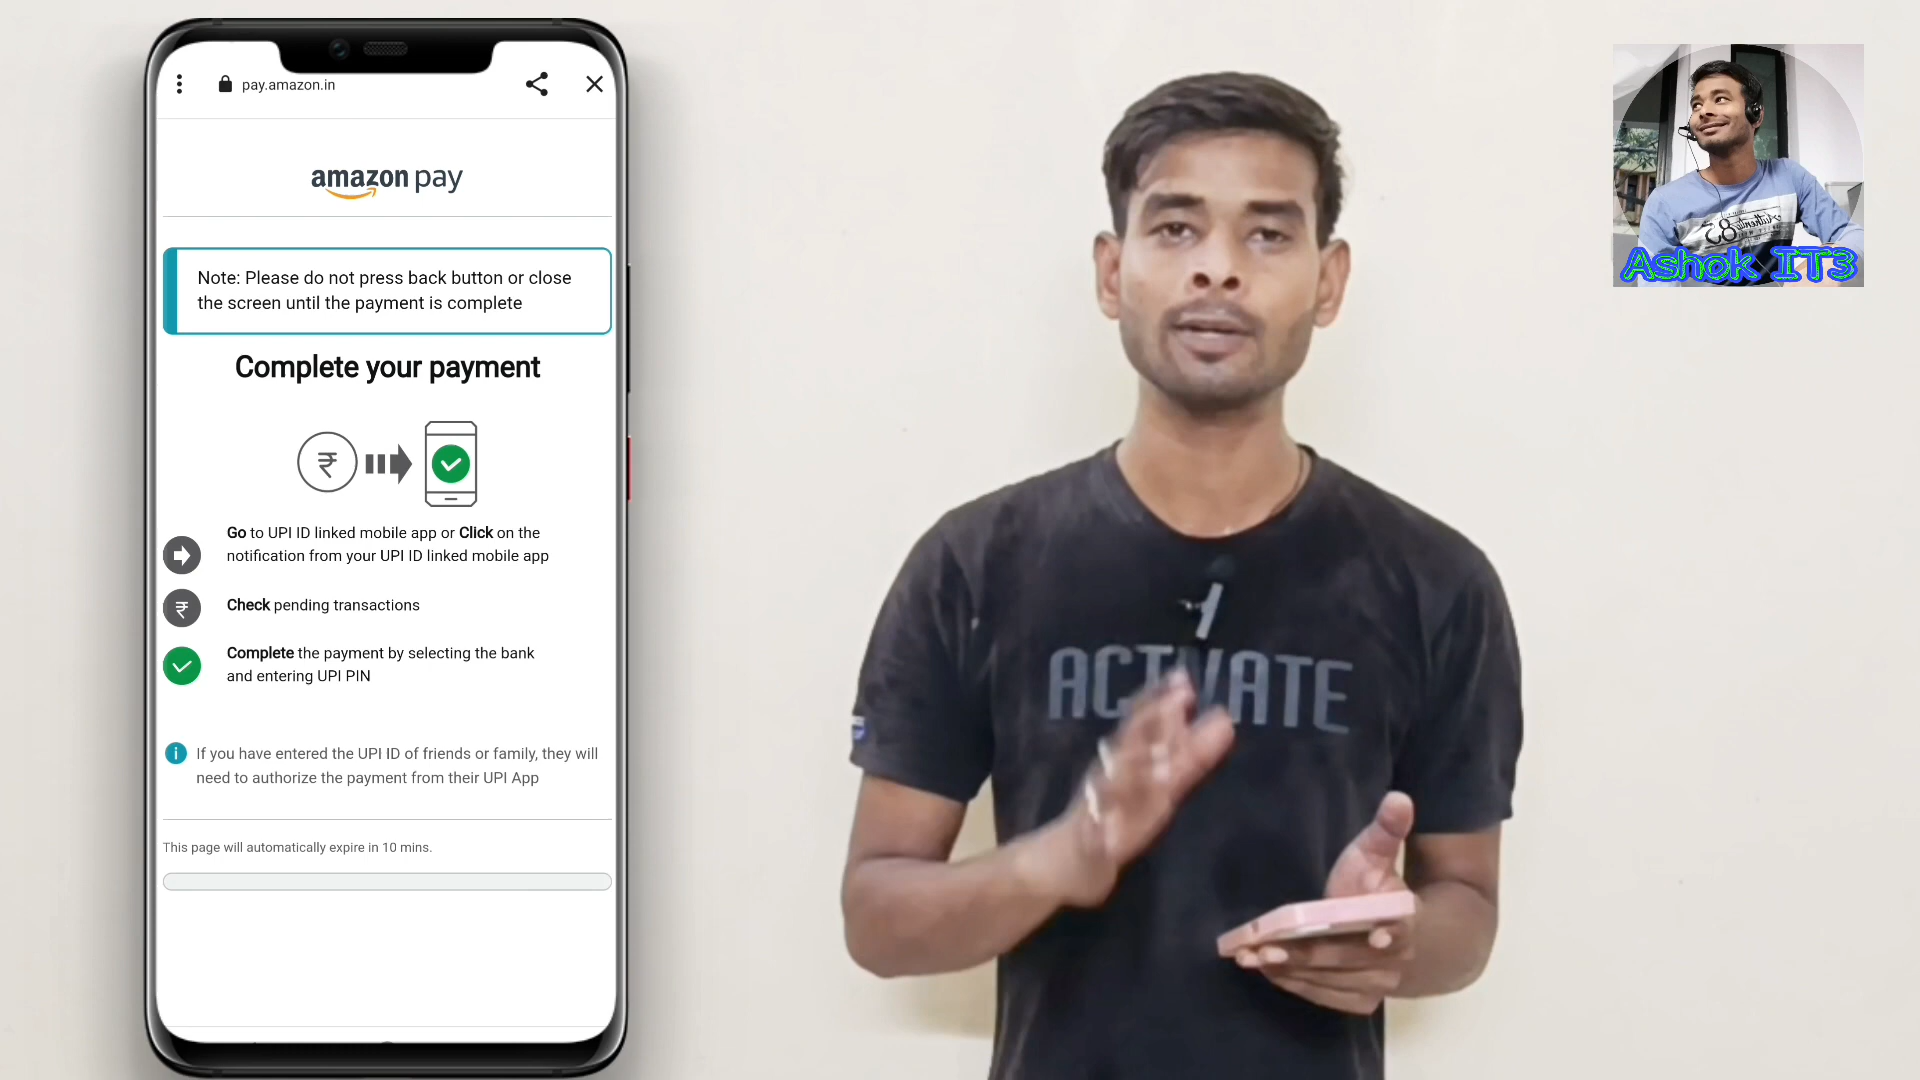 pay.amazon.in
amazon pay
Note: Please do not press back button or close
the screen until the payment is complete
Complete your payment
₹
Go to UPI ID linked mobile app or Click on the
notification from your UPI ID linked mobile app
₹
Check pending transactions
Complete the payment by selecting the bank
and entering UPI PIN
i
If you have entered the UPI ID of friends or family, they will
need to authorize the payment from their UPI App
This page will automatically expire in 10 mins.
ACTIVATE
Authentic
83
Ashok IT3